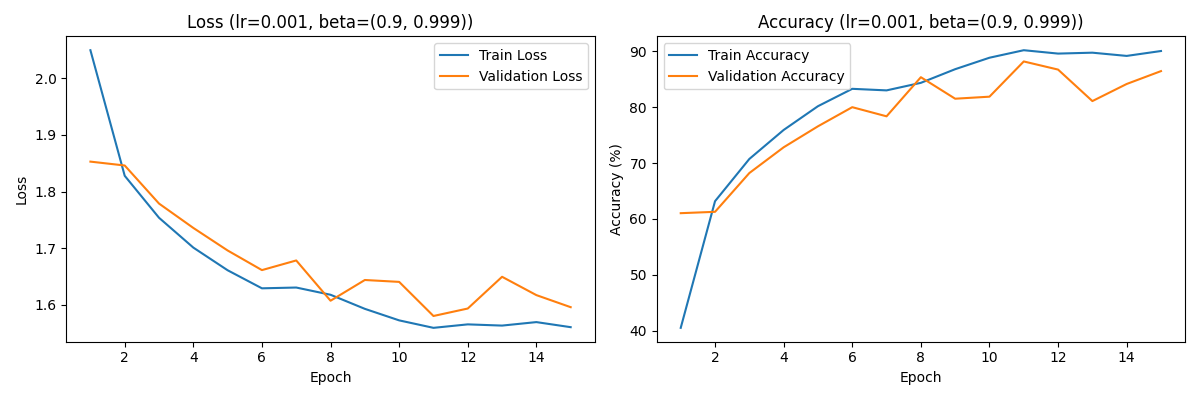 Loss (lr=0.001, beta=(0.9, 0.999))
Train Loss
Validation Loss
2.0
1.9
1.8
1.7
1.6
Loss
2 4 6 8 10 12 14
Epoch
Accuracy (lr=0.001, beta=(0.9, 0.999))
Train Accuracy
Validation Accuracy
90
80
70
60
50
40
Accuracy (%)
2 4 6 8 10 12 14
Epoch